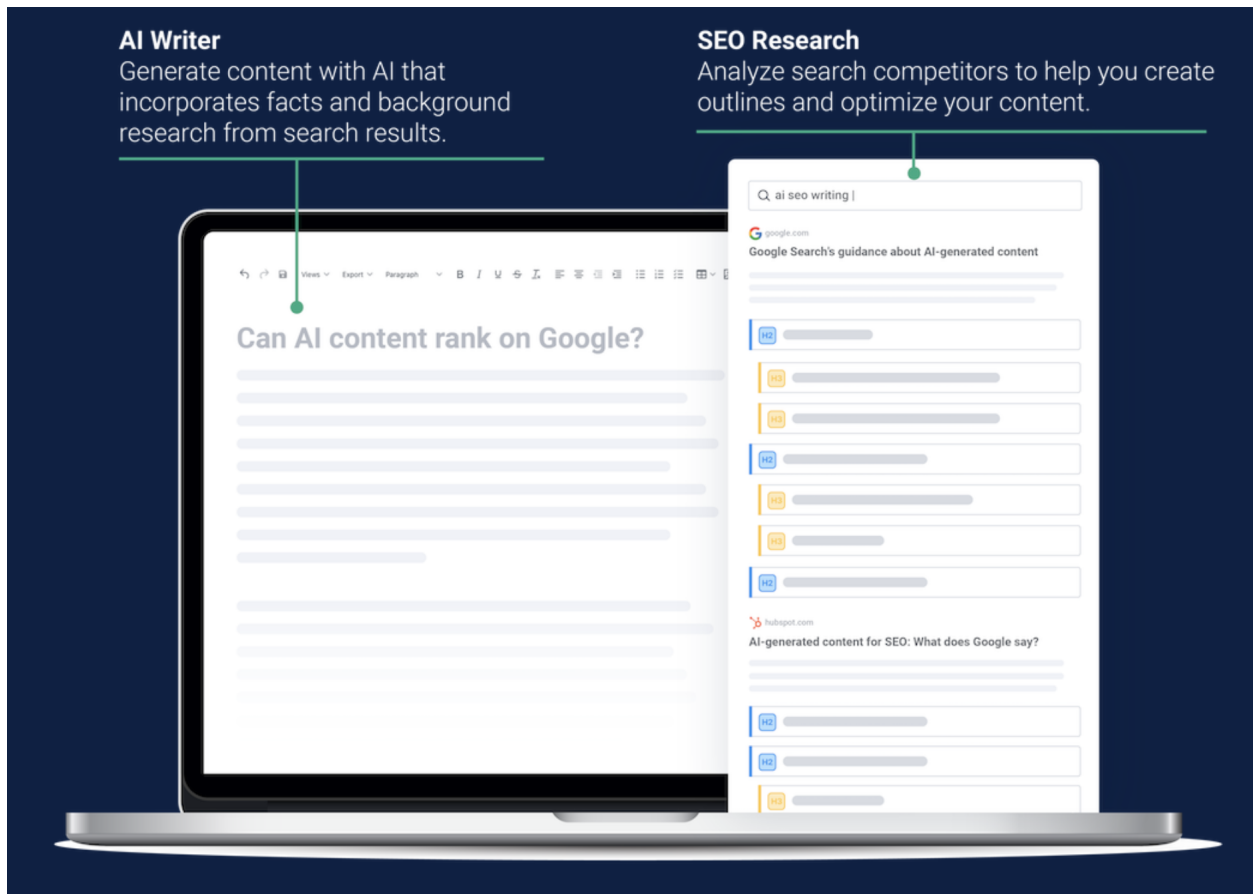 AI Writer
Generate content with AI that
incorporates facts and background
research from search results.
SEO Research
Analyze search competitors to help you create
outlines and optimize your content.
Views Export Paragraph B I U S T
Can AI content rank on Google?
ai seo writing |
G google.com
Google Search's guidance about AI-generated content
H2
H3
H3
H2
H3
H3
H2
hubspot.com
AI-generated content for SEO: What does Google say?
H2
H2
H3